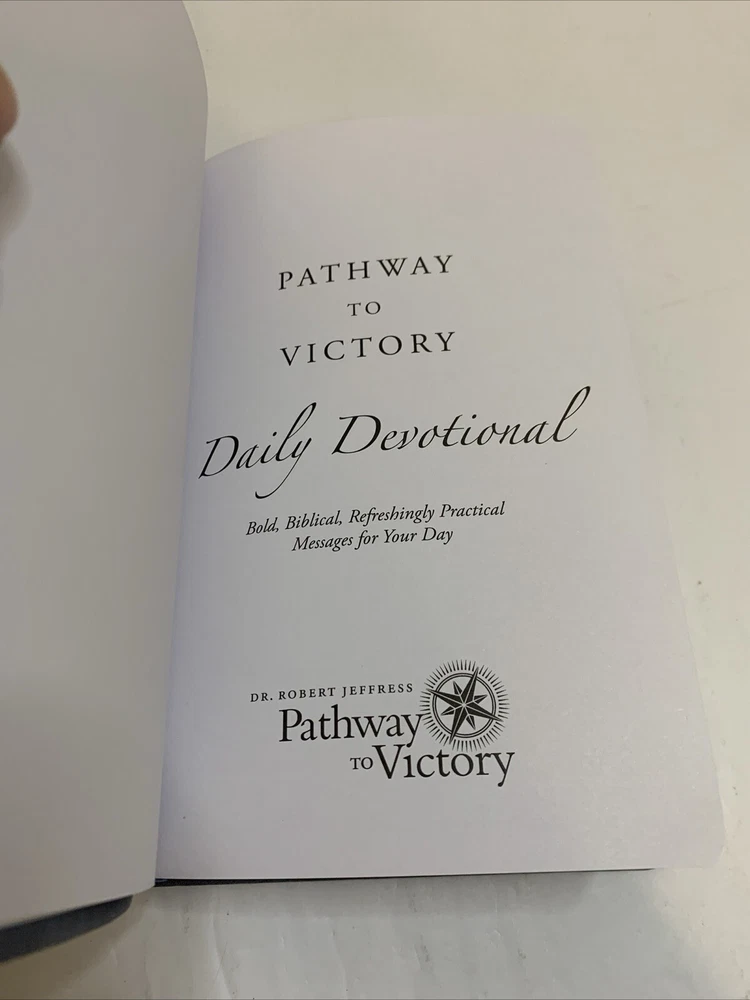 PATHWAY
TO
VICTORY
Daily Devotional
Bold, Biblical, Refreshingly Practical
Messages for Your Day
DR. ROBERT JEFFRESS
Pathway
TO Victory